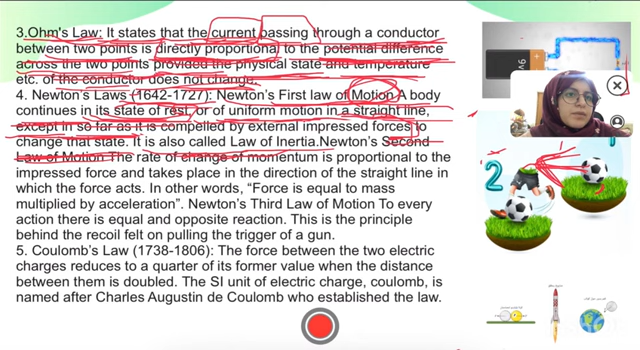 3.Ohm's Law: It states that the current passing through a conductor
between two points is directly proportional to the potential difference
across the two points provided the physical state and temperature
etc. of the conductor does not change.
4. Newton's Laws (1642-1727): Newton's First law of Motion A body
continues in its state of rest, or of uniform motion in a straight line,
except in so far as it is compelled by external impressed forces to
change that state. It is also called Law of Inertia.Newton's Second
Law of Motion The rate of change of momentum is proportional to the
impressed force and takes place in the direction of the straight line in
which the force acts. In other words, “Force is equal to mass
multiplied by acceleration”. Newton's Third Law of Motion To every
action there is equal and opposite reaction. This is the principle
behind the recoil felt on pulling the trigger of a gun.
5. Coulomb's Law (1738-1806): The force between the two electric
charges reduces to a quarter of its former value when the distance
between them is doubled. The SI unit of electric charge, coulomb, is
named after Charles Augustin de Coulomb who established the law.
9V
2